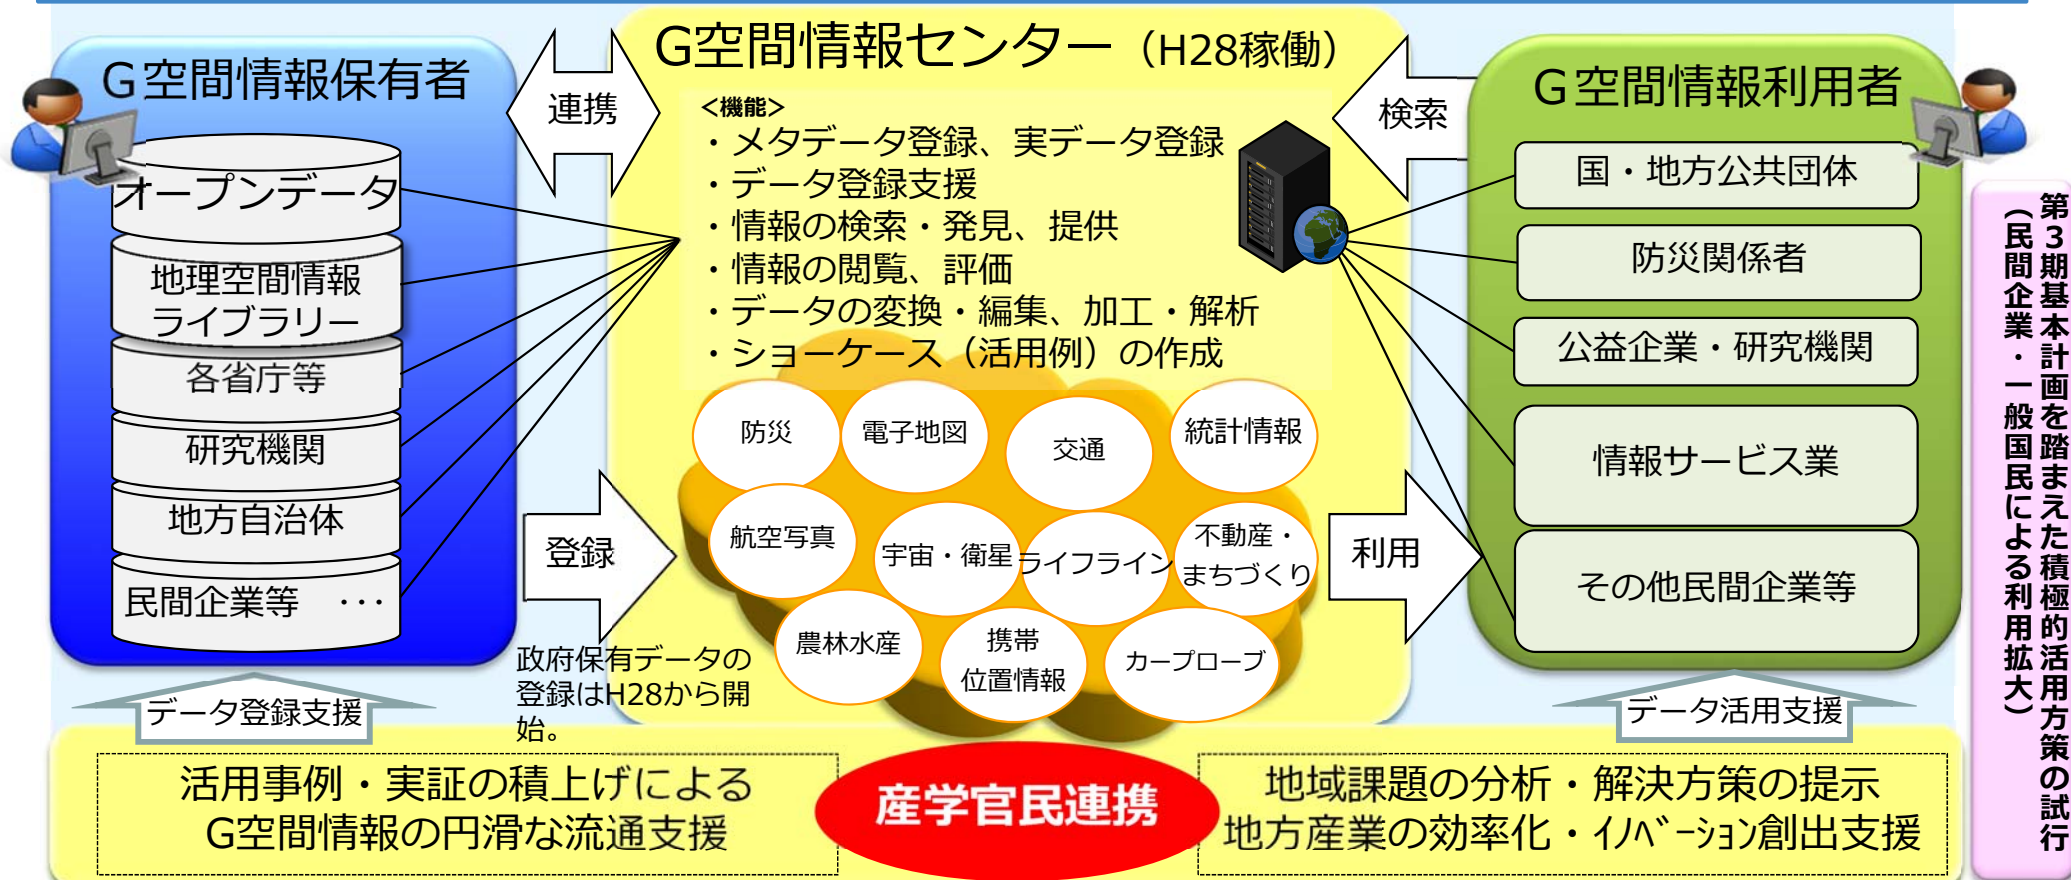 G空間情報保有者
オープンデータ
地理空間情報
ライブラリー
各省庁等
研究機関
地方自治体
民間企業等　・・・
連携
登録
政府保有データの
登録はH28から開
始。
G空間情報センター（H28稼働）
＜機能＞
・メタデータ登録、実データ登録
・データ登録支援
・情報の検索・発見、提供
・情報の閲覧、評価
・データの変換・編集、加工・解析
・ショーケース（活用例）の作成
防災
電子地図
交通
統計情報
航空写真
宇宙・衛星
ライフライン
不動産・
まちづくり
農林水産
携帯
位置情報
カープローブ
検索
利用
G空間情報利用者
国・地方公共団体
防災関係者
公益企業・研究機関
情報サービス業
その他民間企業等
第３期基本計画を踏まえた積極的活用方策の試行
（民間企業・一般国民による利用拡大）
データ登録支援
データ活用支援
活用事例・実証の積上げによる
G空間情報の円滑な流通支援
産学官民連携
地域課題の分析・解決方策の提示
地方産業の効率化・ｲﾉﾍﾞｰｼｮﾝ創出支援